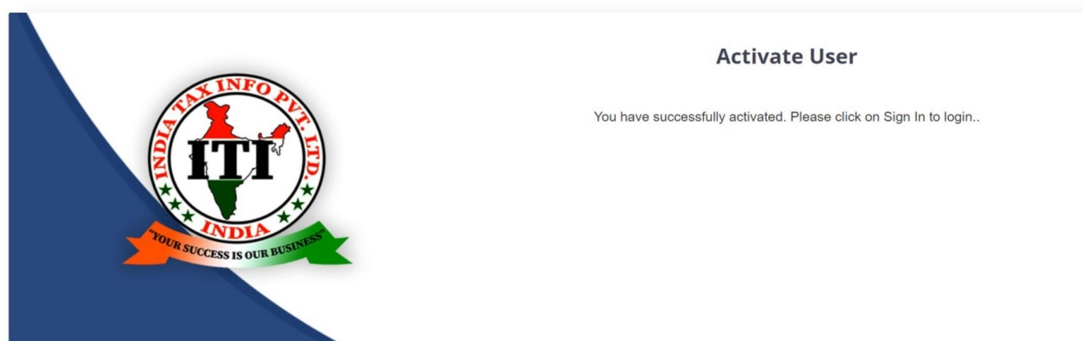 Activate User
You have successfully activated. Please click on Sign In to login..
INDIA TAX INFO PVT. LTD.
ITI
INDIA
"YOUR SUCCESS IS OUR BUSINESS"